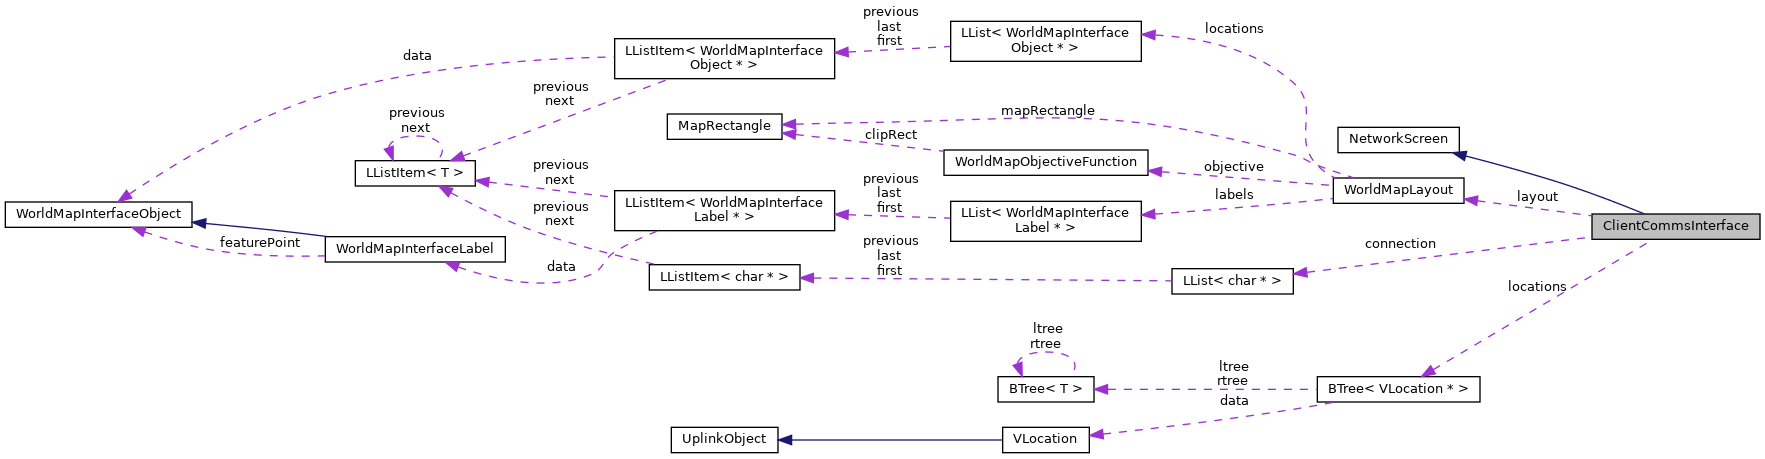 previous
last
first
LList< WorldMapInterface
Object * >
locations
data
LListItem< WorldMapInterface
Object * >
previous
next
previous
next
MapRectangle
mapRectangle
clipRect
NetworkScreen
LListItem< T >
previous
next
WorldMapObjectiveFunction
objective
WorldMapLayout
layout
previous
last
first
labels
LListItem< WorldMapInterface
Label * >
LList< WorldMapInterface
Label * >
WorldMapInterfaceObject
previous
next
ClientCommsInterface
featurePoint
WorldMapInterfaceLabel
data
previous
last
first
connection
LListItem< char * >
LList< char * >
locations
ltree
rtree
BTree< T >
ltree
rtree
BTree< VLocation * >
data
UplinkObject
VLocation